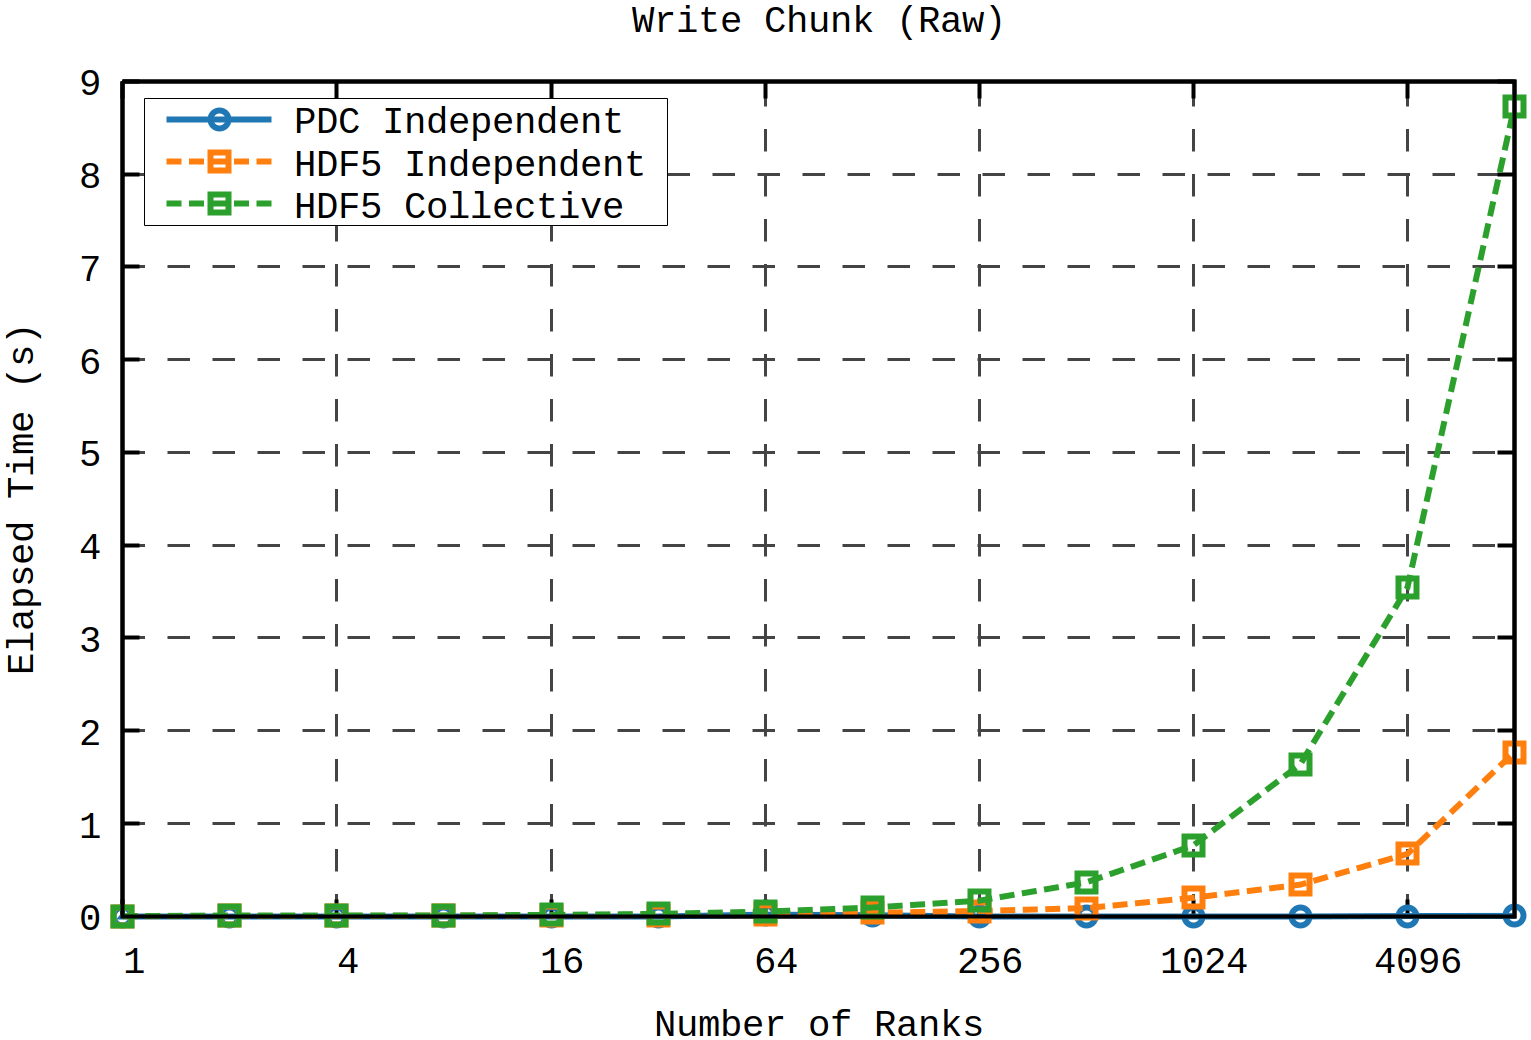 Write Chunk (Raw)
PDC Independent
HDF5 Independent
HDF5 Collective
9
8
7
6
5
4
3
2
1
0
Elapsed Time (s)
1 4 16 64 256 1024 4096
Number of Ranks